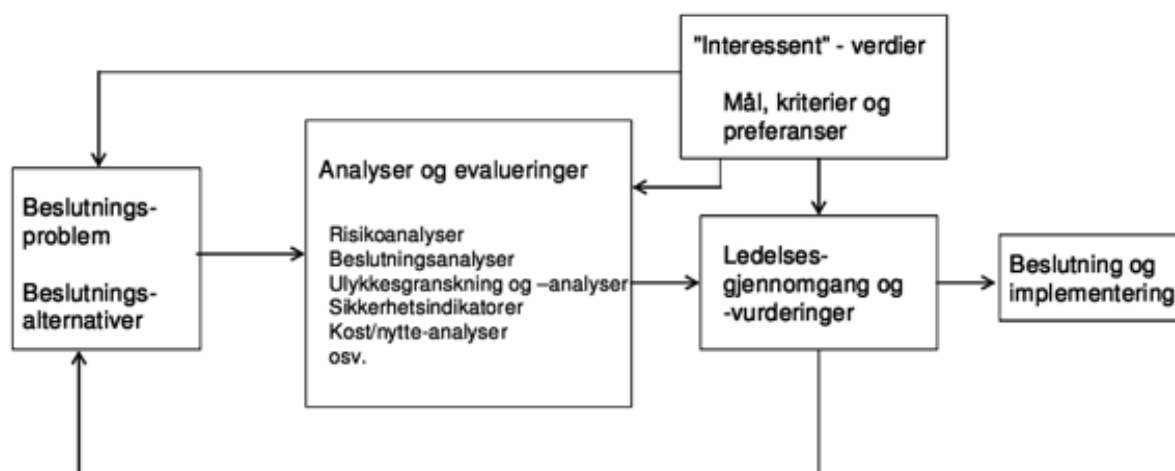 "Interessent" - verdier
Mål, kriterier og
preferanser
Analyser og evalueringer
Risikoanalyser
Beslutningsanalyser
Ulykkesgranskning og –analyser
Sikkerhetsindikatorer
Kost/nytte-analyser
osv.
Beslutnings-
problem
Beslutnings-
alternativer
Ledelses-
gjennomgang og
-vurderinger
Beslutning og
implementering